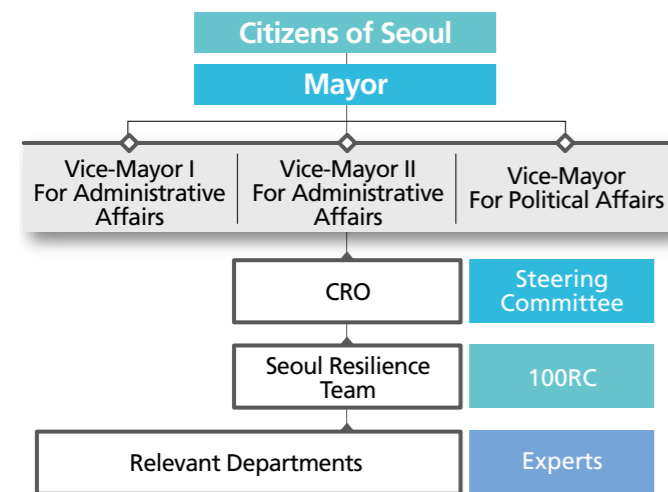 Citizens of Seoul
Mayor
Vice-Mayor I
For Administrative
Affairs
Vice-Mayor II
For Administrative
Affairs
Vice-Mayor
For Political Affairs
CRO
Steering
Committee
Seoul Resilience
Team
100RC
Relevant Departments
Experts